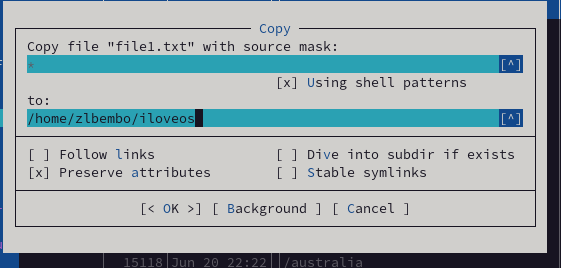 Copy
Copy file "file1.txt" with source mask:
*
[^]
[x] Using shell patterns
to:
/home/zlbembo/iloveos
[^]
[ ] Follow links
[ ] Dive into subdir if exists
[x] Preserve attributes
[ ] Stable symlinks
[< OK >] [ Background ] [ Cancel ]
15118 Jun 20 22:22 /australia